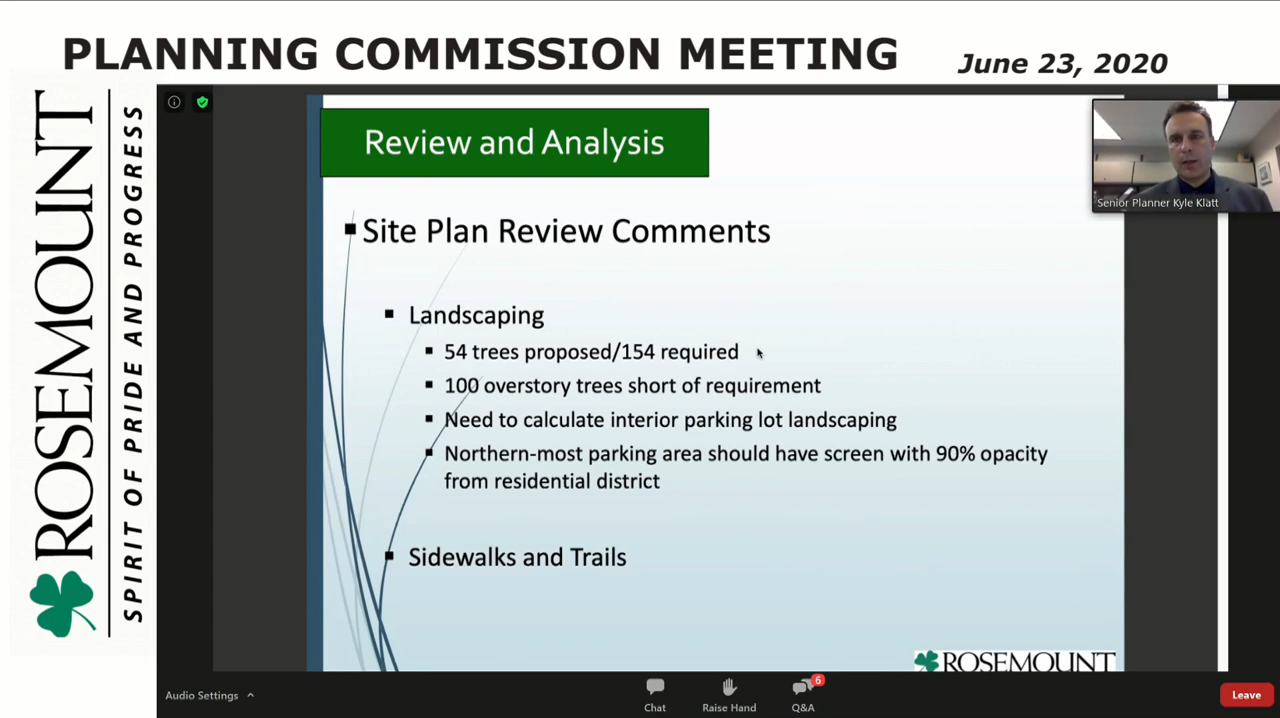 PLANNING COMMISSION MEETING
June 23, 2020
ROSEMOUNT
SPIRIT OF PRIDE AND PROGRESS
Review and Analysis
Senior Planner Kyle Klatt
Site Plan Review Comments
Landscaping
54 trees proposed/154 required
100 overstory trees short of requirement
Need to calculate interior parking lot landscaping
Northern-most parking area should have screen with 90% opacity
from residential district
Sidewalks and Trails
ROSEMOUNT
Audio Settings
Chat
Raise Hand
6
Q&A
Leave